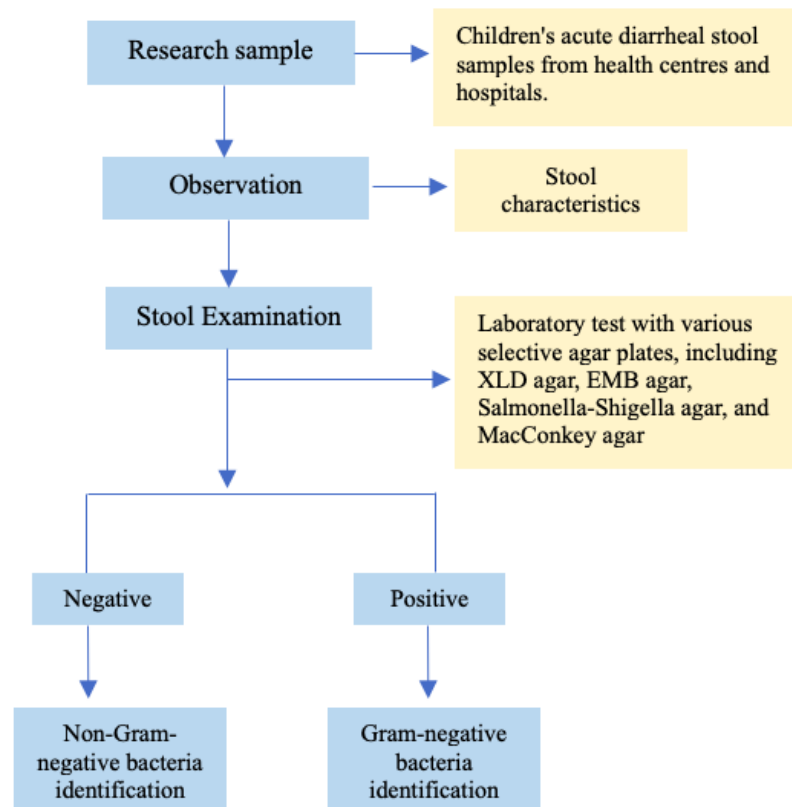 Research sample
Children's acute diarrheal stool
samples from health centres and
hospitals.
Observation
Stool
characteristics
Stool Examination
Laboratory test with various
selective agar plates, including
XLD agar, EMB agar,
Salmonella-Shigella agar, and
MacConkey agar
Negative
Positive
Non-Gram-
negative bacteria
identification
Gram-negative
bacteria
identification